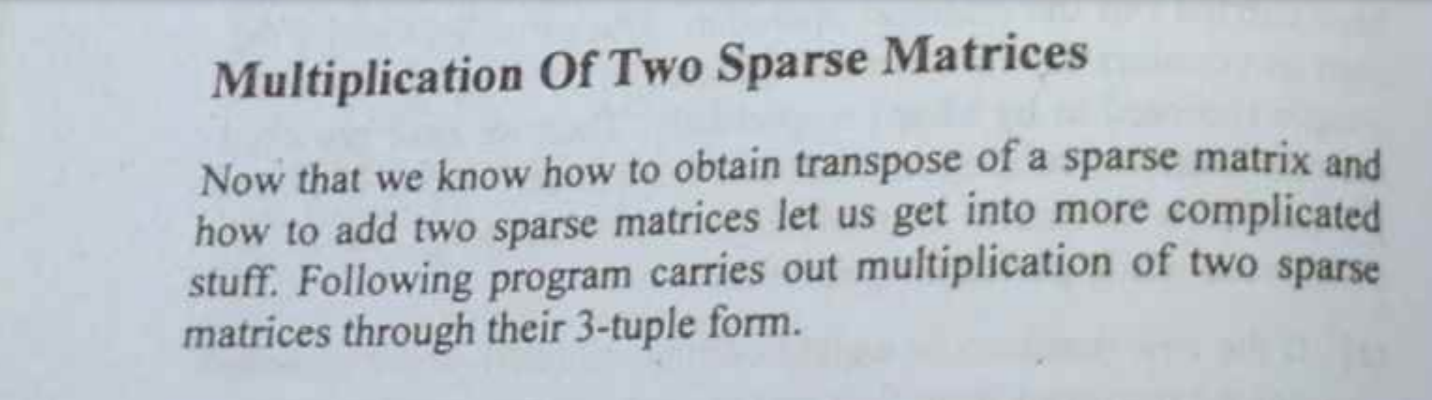 Multiplication Of Two Sparse Matrices
Now that we know how to obtain transpose of a sparse matrix and
how to add two sparse matrices let us get into more complicated
stuff. Following program carries out multiplication of two sparse
matrices through their 3-tuple form.